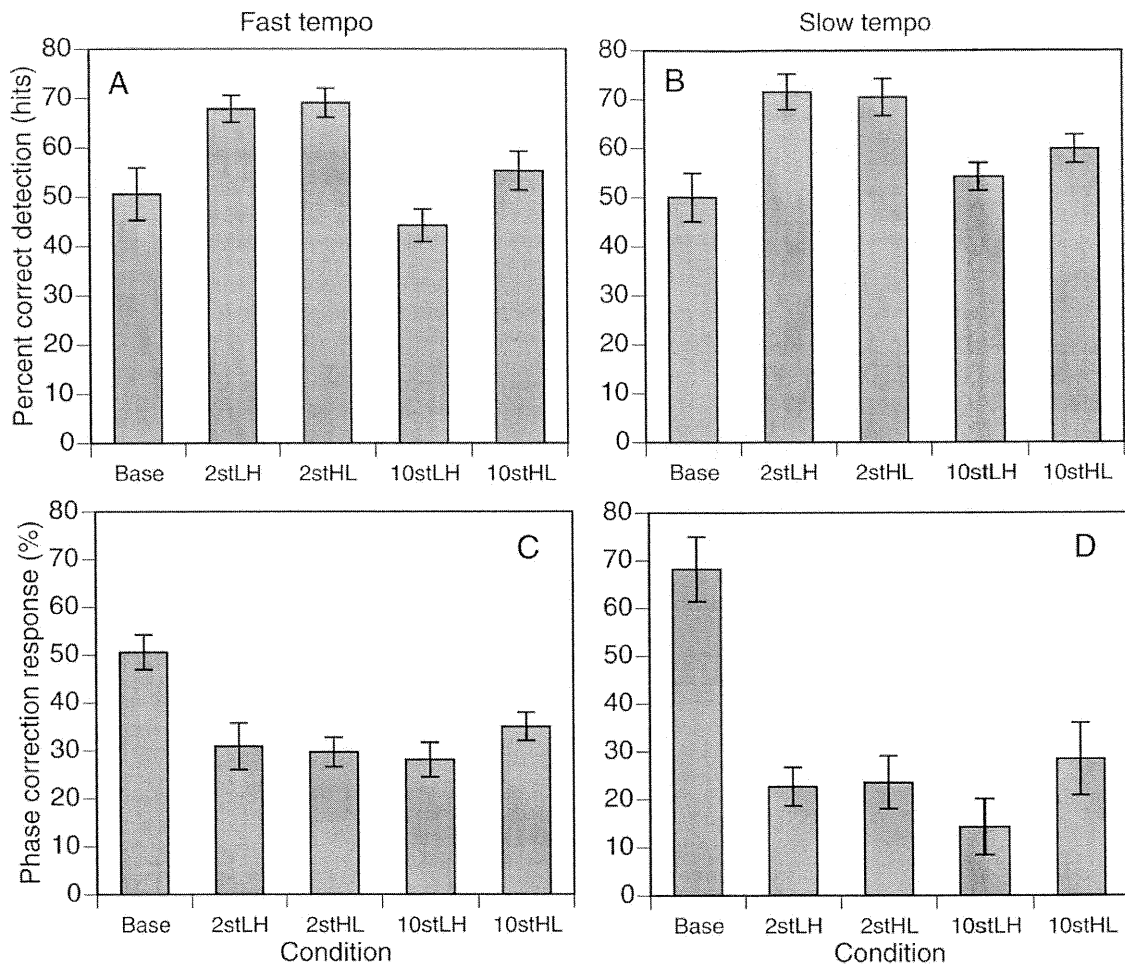 Fast tempo
Slow tempo
Percent correct detection (hits)
80
70
60
50
40
30
20
10
0
A
Base 2stLH 2stHL 10stLH 10stHL
80
70
60
50
40
30
20
10
0
B
Base 2stLH 2stHL 10stLH 10stHL
Phase correction response (%)
80
70
60
50
40
30
20
10
0
C
Base 2stLH 2stHL 10stLH 10stHL
Condition
80
70
60
50
40
30
20
10
0
D
Base 2stLH 2stHL 10stLH 10stHL
Condition